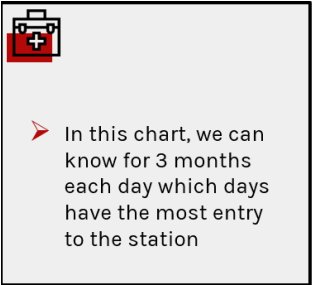 In this chart, we can
know for 3 months
each day which days
have the most entry
to the station